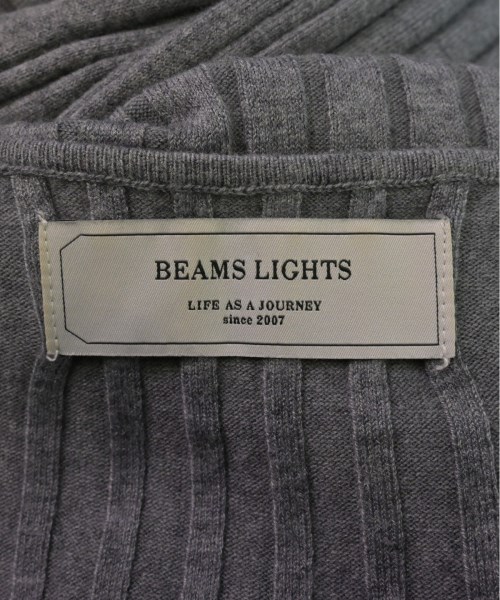 BEAMS LIGHTS
LIFE AS A JOURNEY
since 2007